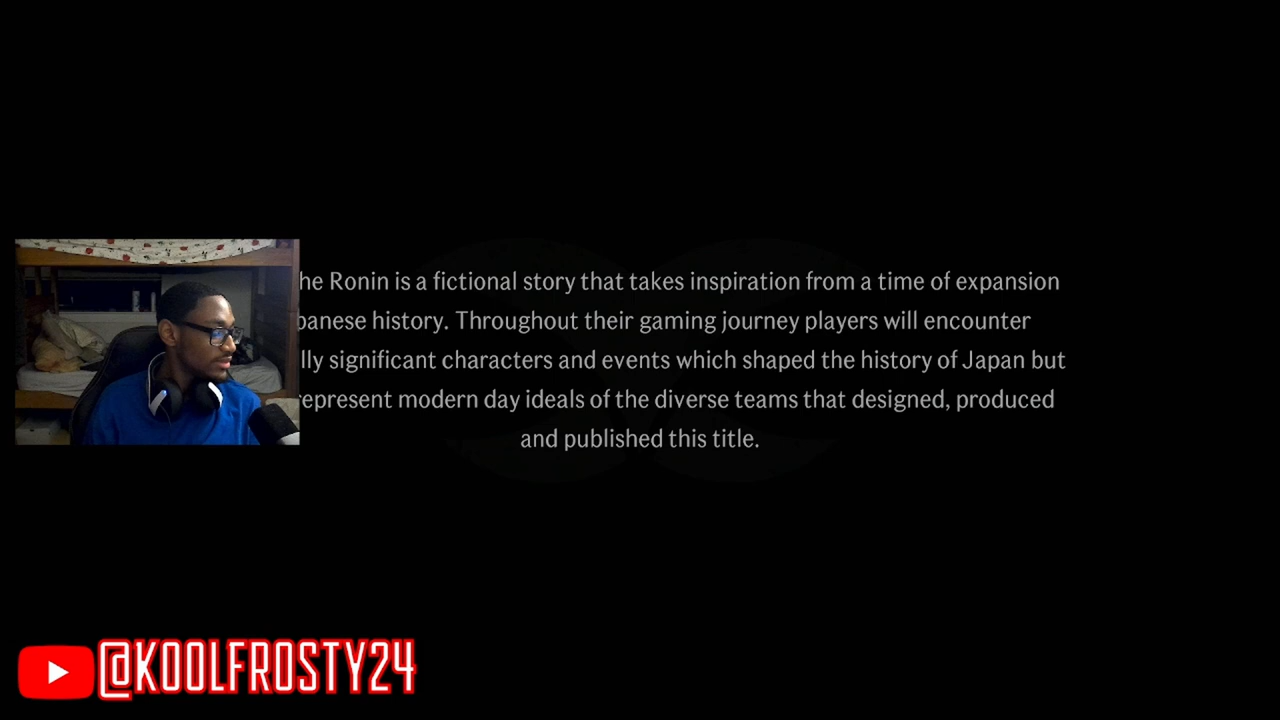 he Ronin is a fictional story that takes inspiration from a time of expansion
panese history. Throughout their gaming journey players will encounter
lly significant characters and events which shaped the history of Japan but
represent modern day ideals of the diverse teams that designed, produced
and published this title.
@KOOLFROSTY24